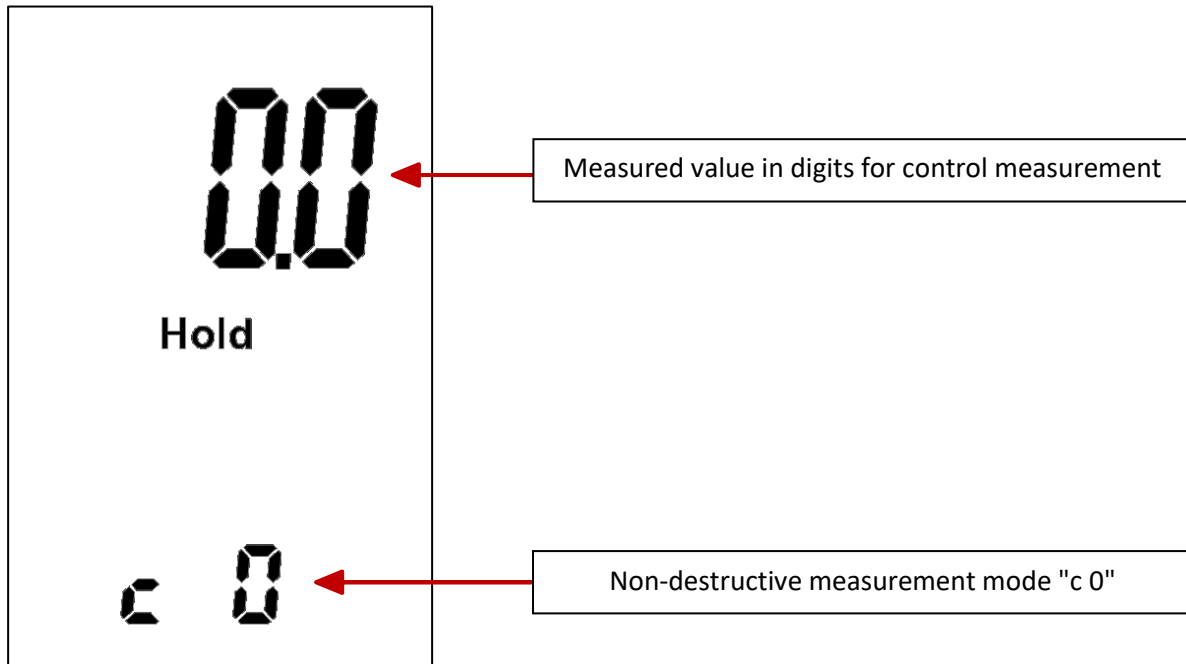 0.0
Measured value in digits for control measurement
Hold
c 0
Non-destructive measurement mode "c 0"